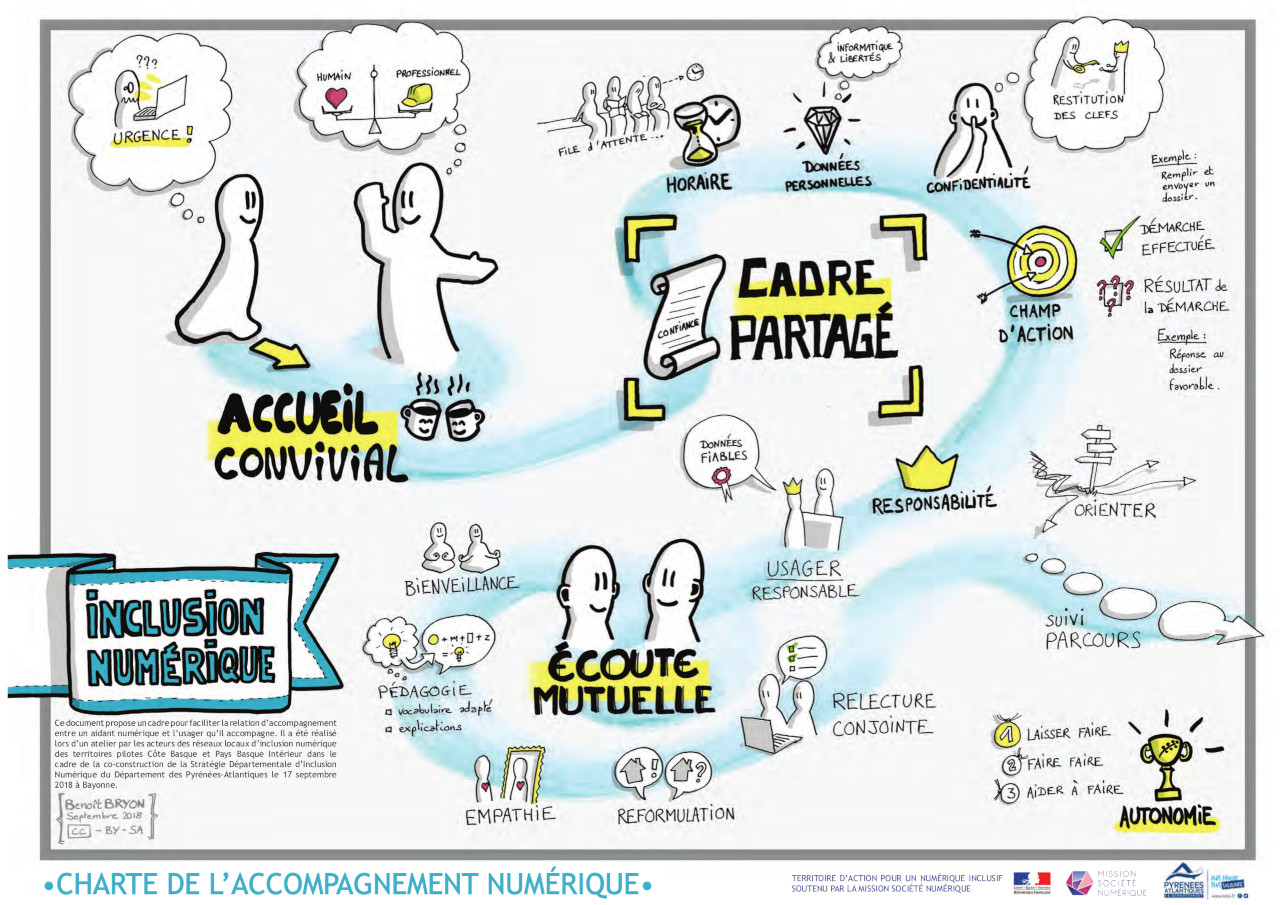 ???
URGENCE !
HUMAIN
PROFESSIONNEL
ACCUEIL
CONVIVIAL
FILE d'ATTENTE ...
HORAIRE
INFORMATIQUE
& LIBERTÉS
DONNÉES
PERSONNELLES
CONFIDENTIALITÉ
RESTITUTION
DES CLEFS
CADRE
PARTAGÉ
CONFIANCE
CHAMP
D'ACTION
Exemple :
Remplir et
envoyer un
dossier.
DÉMARCHE
EFFECTUÉE
????
RÉSULTAT de
la DÉMARCHE
Exemple :
Réponse au
dossier
favorable.
RESPONSABILITÉ
DONNÉES
FIABLES
USAGER
RESPONSABLE
ORIENTER
SUIVI
PARCOURS
INCLUSION
NUMÉRIQUE
BIENVEILLANCE
ÉCOUTE
MUTUELLE
PÉDAGOGIE
vocabulaire adapté
explications
EMPATHIE
! ?
REFORMULATION
RELECTURE
CONJOINTE
1 LAISSER FAIRE
2 FAIRE FAIRE
3 AIDER À FAIRE
AUTONOMIE
Ce document propose un cadre pour faciliter la relation d'accompagnement
entre un aidant numérique et l'usager qu'il accompagne. Il a été réalisé
lors d'un atelier par les acteurs des réseaux locaux d'inclusion numérique
des territoires pilotes Côte Basque et Pays Basque Intérieur dans le
cadre de la co-construction de la Stratégie Départementale d'Inclusion
Numérique du Département des Pyrénées-Atlantiques le 17 septembre
2018 à Bayonne.
Benoît BRYON
Septembre 2018
CC - BY - SA
•CHARTE DE L'ACCOMPAGNEMENT NUMÉRIQUE•
TERRITOIRE D'ACTION POUR UN NUMÉRIQUE INCLUSIF
SOUTENU PAR LA MISSION SOCIÉTÉ NUMÉRIQUE
RÉPUBLIQUE FRANÇAISE
MISSION
SOCIÉTÉ
NUMÉRIQUE
PYRENEES
ATLANTIQUES
LE DEPARTEMENT